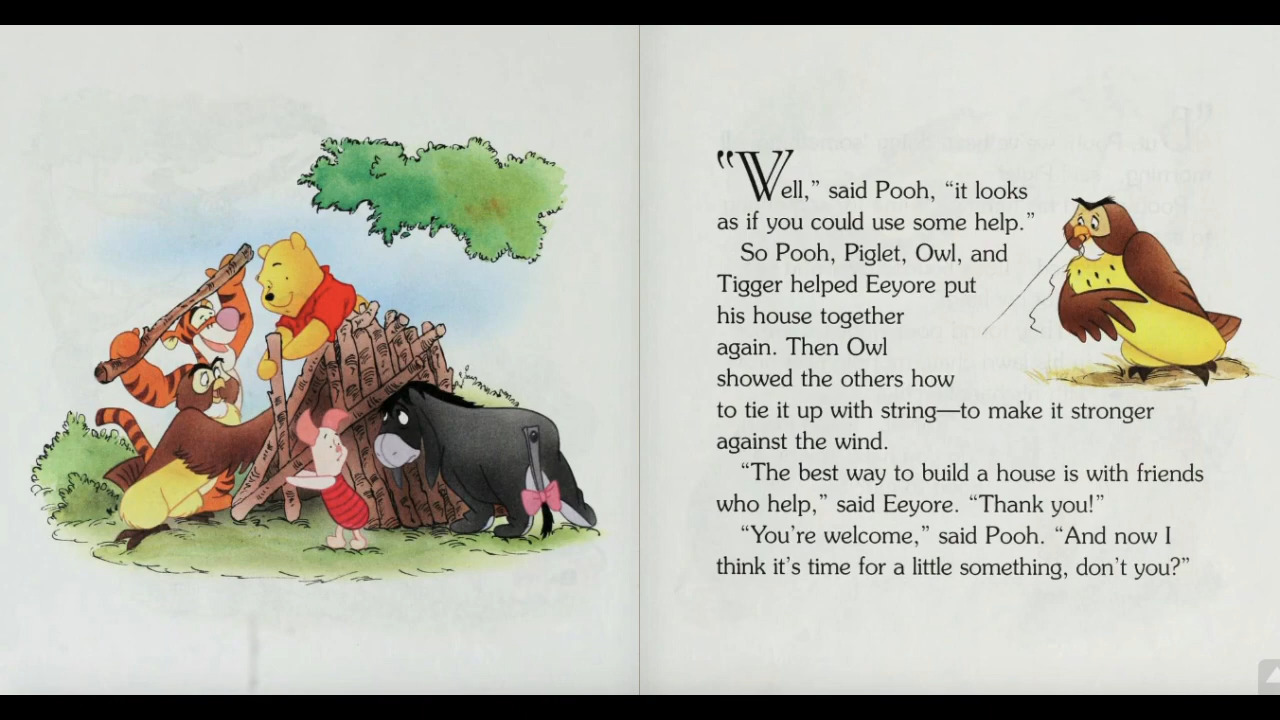 “Well,” said Pooh, “it looks
as if you could use some help.”
So Pooh, Piglet, Owl, and
Tigger helped Eeyore put
his house together
again. Then Owl
showed the others how
to tie it up with string—to make it stronger
against the wind.
“The best way to build a house is with friends
who help,” said Eeyore. “Thank you!”
“You’re welcome,” said Pooh. “And now I
think it’s time for a little something, don’t you?”